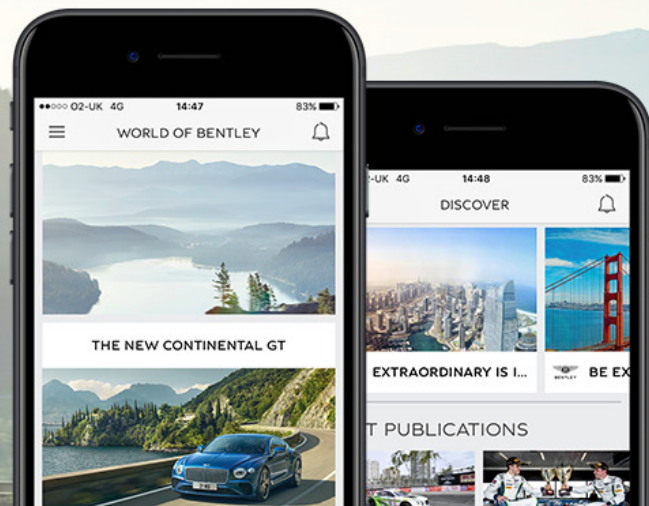 O2-UK 4G 14:47 83%
WORLD OF BENTLEY
THE NEW CONTINENTAL GT
-UK 4G 14:48 83%
DISCOVER
EXTRAORDINARY IS I...
BENTLEY
BE EX
T PUBLICATIONS